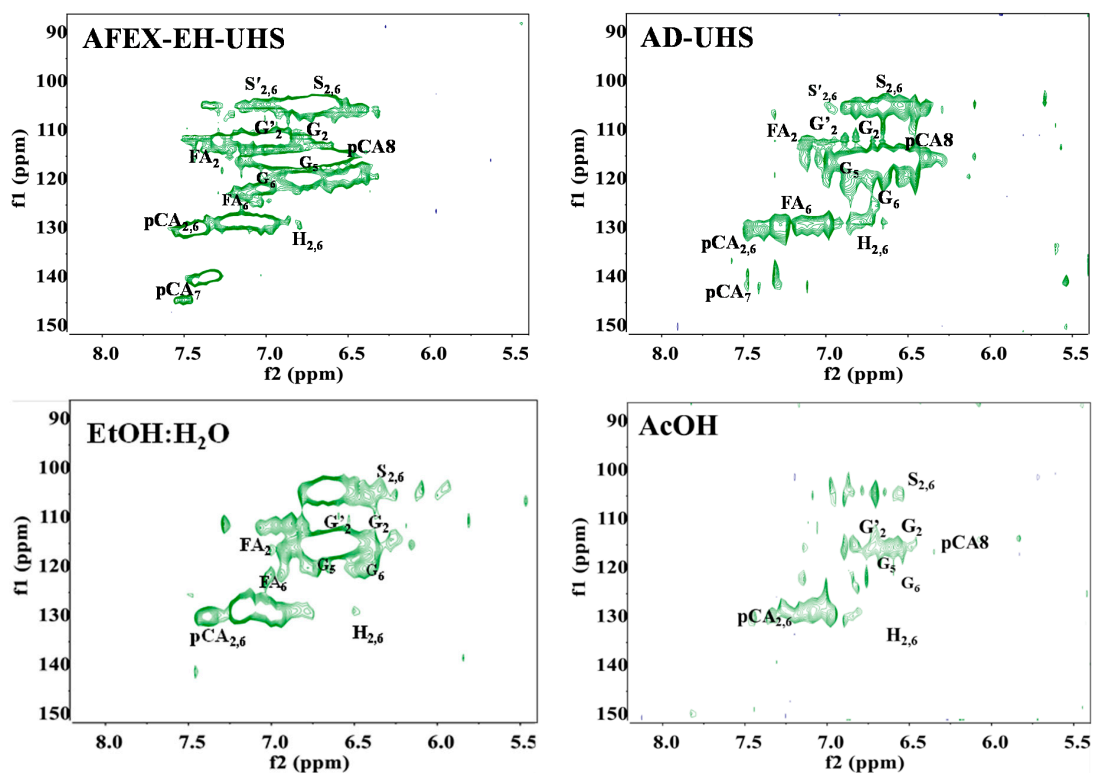 AFEX-EH-UHS
90
100
110
120
130
140
150
f1 (ppm)
S'2,6
S2,6
G'2
G2
FA2
pCA8
G5
G6
FA6
pCA2,6
H2,6
pCA7
8.0 7.5 7.0 6.5 6.0 5.5
f2 (ppm)
AD-UHS
90
100
110
120
130
140
150
f1 (ppm)
S'2,6
S2,6
FA2
G'2
G2
pCA8
G5
G6
FA6
pCA2,6
H2,6
pCA7
8.0 7.5 7.0 6.5 6.0 5.5
f2 (ppm)
EtOH:H2O
90
100
110
120
130
140
150
f1 (ppm)
S2,6
G'2
G2
FA2
G5
G6
FA6
pCA2,6
H2,6
8.0 7.5 7.0 6.5 6.0 5.5
f2 (ppm)
AcOH
90
100
110
120
130
140
150
f1 (ppm)
S2,6
G'2
G2
pCA8
G5
G6
pCA2,6
H2,6
8.0 7.5 7.0 6.5 6.0 5.5
f2 (ppm)